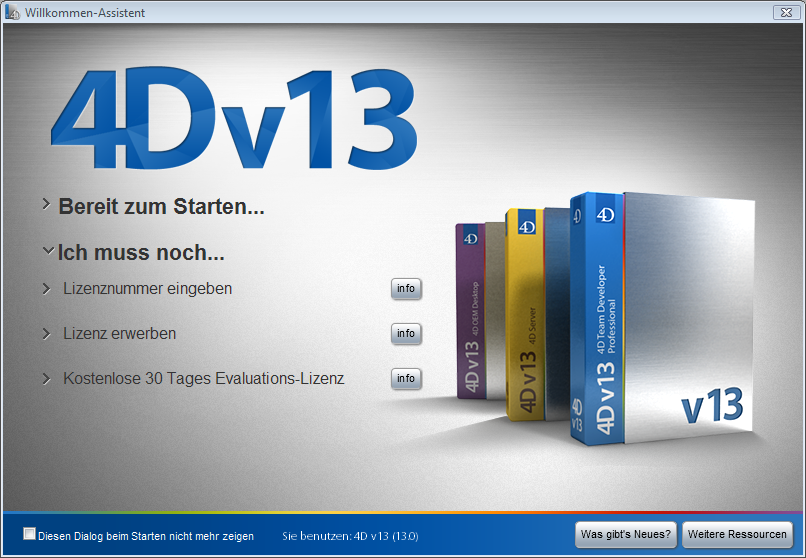 Willkommen-Assistent
4Dv13
Bereit zum Starten...
Ich muss noch...
Lizenznummer eingeben
info
Lizenz erwerben
info
Kostenlose 30 Tages Evaluations-Lizenz
info
4D
4D v13 4D OEM Desktop
4D
4D v13 4D Server
4D
4D
4D v13 4D Team Developer
Professional
4D
v13
v13
Diesen Dialog beim Starten nicht mehr zeigen
Sie benutzen: 4D v13 (13.0)
Was gibt's Neues?
Weitere Ressourcen